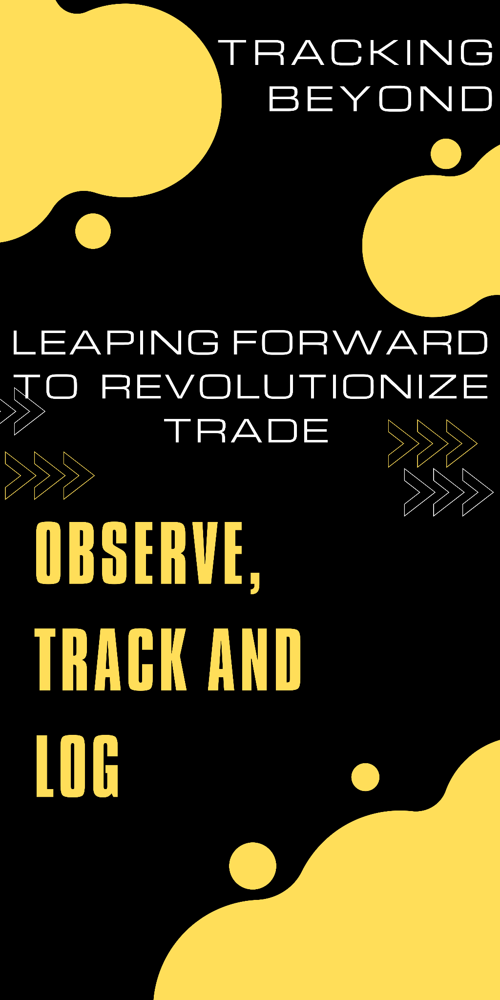 TRACKING
BEYOND
LEAPING FORWARD
TO REVOLUTIONIZE
TRADE
OBSERVE,
TRACK AND
LOG